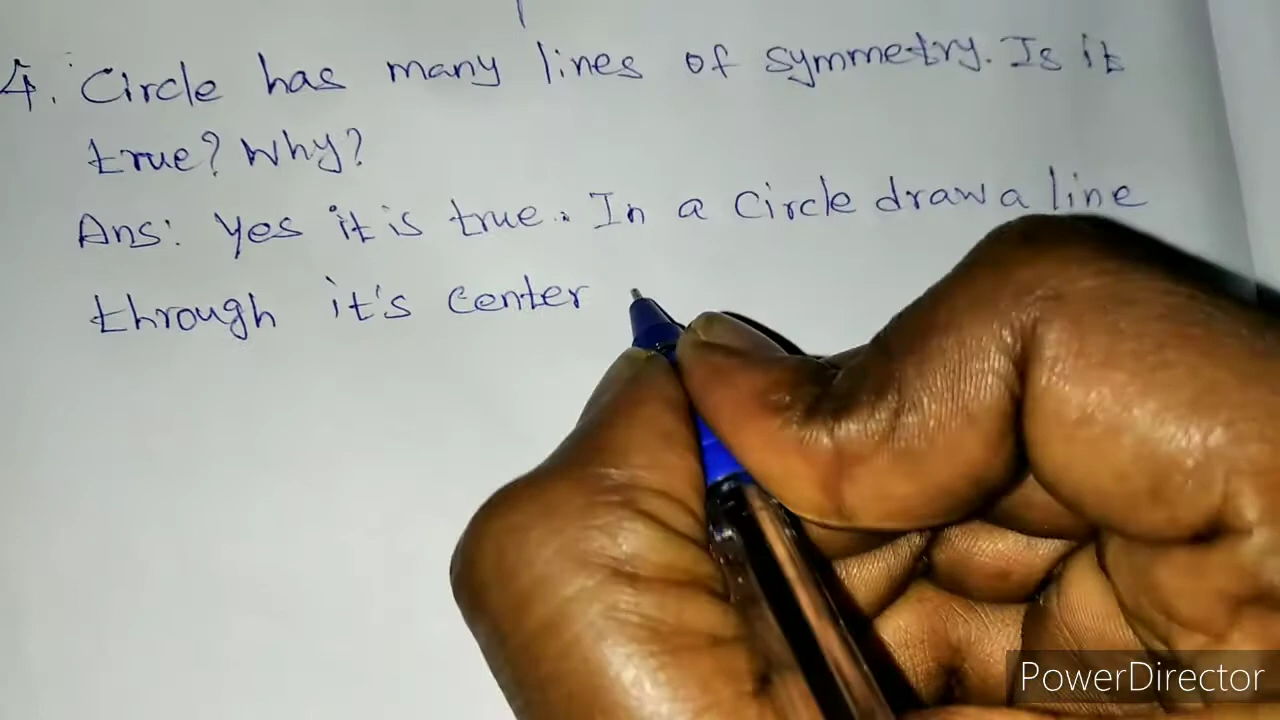 4. Circle has many lines of symmetry. Is it
true? Why?
Ans: Yes it is true. In a Circle draw a line
through it's center
PowerDirector